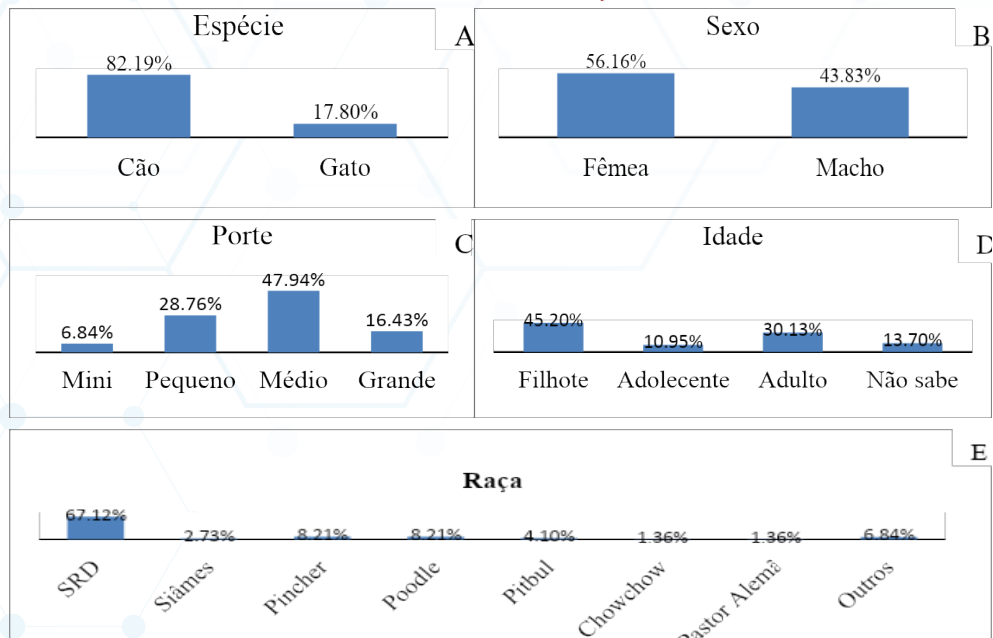 Espécie
A
82.19%
17.80%
Cão Gato
Sexo
B
56.16%
43.83%
Fêmea Macho
Porte
C
6.84% 28.76% 47.94% 16.43%
Mini Pequeno Médio Grande
Idade
D
45.20% 10.95% 30.13% 13.70%
Filhote Adolecente Adulto Não sabe
E
Raça
67.12% 2.73% 8.21% 8.21% 4.10% 1.36% 1.36% 6.84%
SRD Siâmes Pincher Poodle Pitbul Chowchow Pastor Alemã Outros